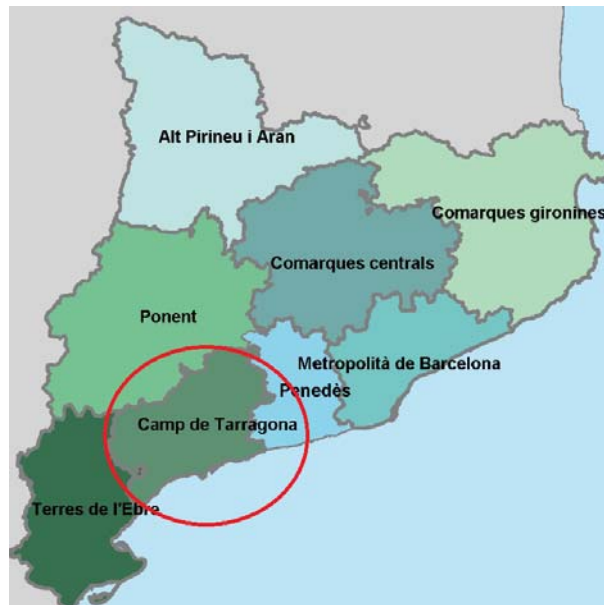 Alt Pirineu i Aran
Comarques gironines
Comarques centrals
Ponent
Metropolità de Barcelona
Penedès
Camp de Tarragona
Terres de l'Ebre